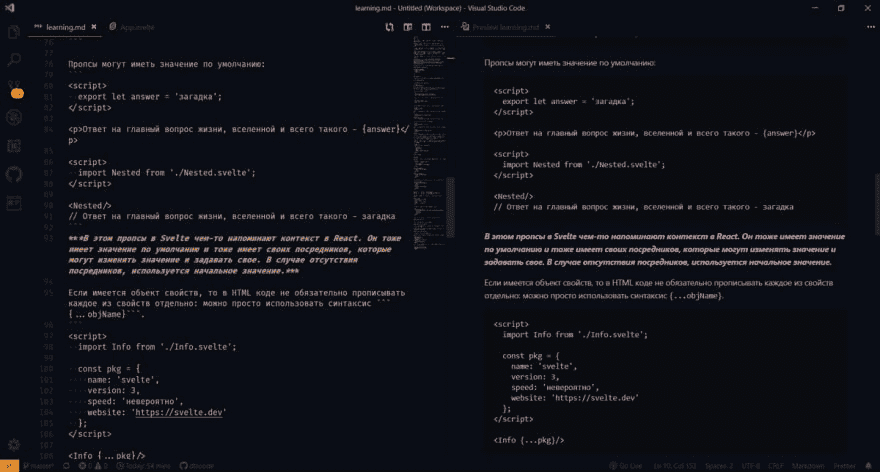 learning.md - Untitled (Workspace) - Visual Studio Code
learning.md
App.svelte
Preview learning.md
76 ```
77
78 Пропсы могут иметь значение по умолчанию:
79 ```
80 <script>
81 export let answer = 'загадка';
82 </script>
83
84 <p>Ответ на главный вопрос жизни, вселенной и всего такого - {answer}</
p>
85
86 <script>
87 import Nested from './Nested.svelte';
88 </script>
89
90 <Nested/>
91 // Ответ на главный вопрос жизни, вселенной и всего такого - загадка
92 ```
93 ***В этом пропсы в Svelte чем-то напоминают контекст в React. Он тоже
имеет значение по умолчанию и тоже имеет своих посредников, которые
могут изменять значение и задавать свое. В случае отсутствия
посредников, используется начальное значение.***
94
95 Если имеется объект свойств, то в HTML коде не обязательно прописывать
каждое из свойств отдельно: можно просто использовать синтаксис ```
{...objName}```.
96 ```
97 <script>
98 import Info from './Info.svelte';
99
100 const pkg = {
101 name: 'svelte',
102 version: 3,
103 speed: 'невероятно',
104 website: 'https://svelte.dev'
105 };
106 </script>
107
108 <Info {...pkg}/>
Пропсы могут иметь значение по умолчанию:
<script>
export let answer = 'загадка';
</script>
<p>Ответ на главный вопрос жизни, вселенной и всего такого - {answer}</p>
<script>
import Nested from './Nested.svelte';
</script>
<Nested/>
// Ответ на главный вопрос жизни, вселенной и всего такого - загадка
В этом пропсы в Svelte чем-то напоминают контекст в React. Он тоже имеет значение
по умолчанию и тоже имеет своих посредников, которые могут изменять значение и
задавать свое. В случае отсутствия посредников, используется начальное значение.
Если имеется объект свойств, то в HTML коде не обязательно прописывать каждое из свойств
отдельно: можно просто использовать синтаксис {...objName}.
<script>
import Info from './Info.svelte';
const pkg = {
name: 'svelte',
version: 3,
speed: 'невероятно',
website: 'https://svelte.dev'
};
</script>
<Info {...pkg}/>
master* 0 3 Today: 54 mins Go Live Spaces: 2 UTF-8 CRLF Markdown Prettier